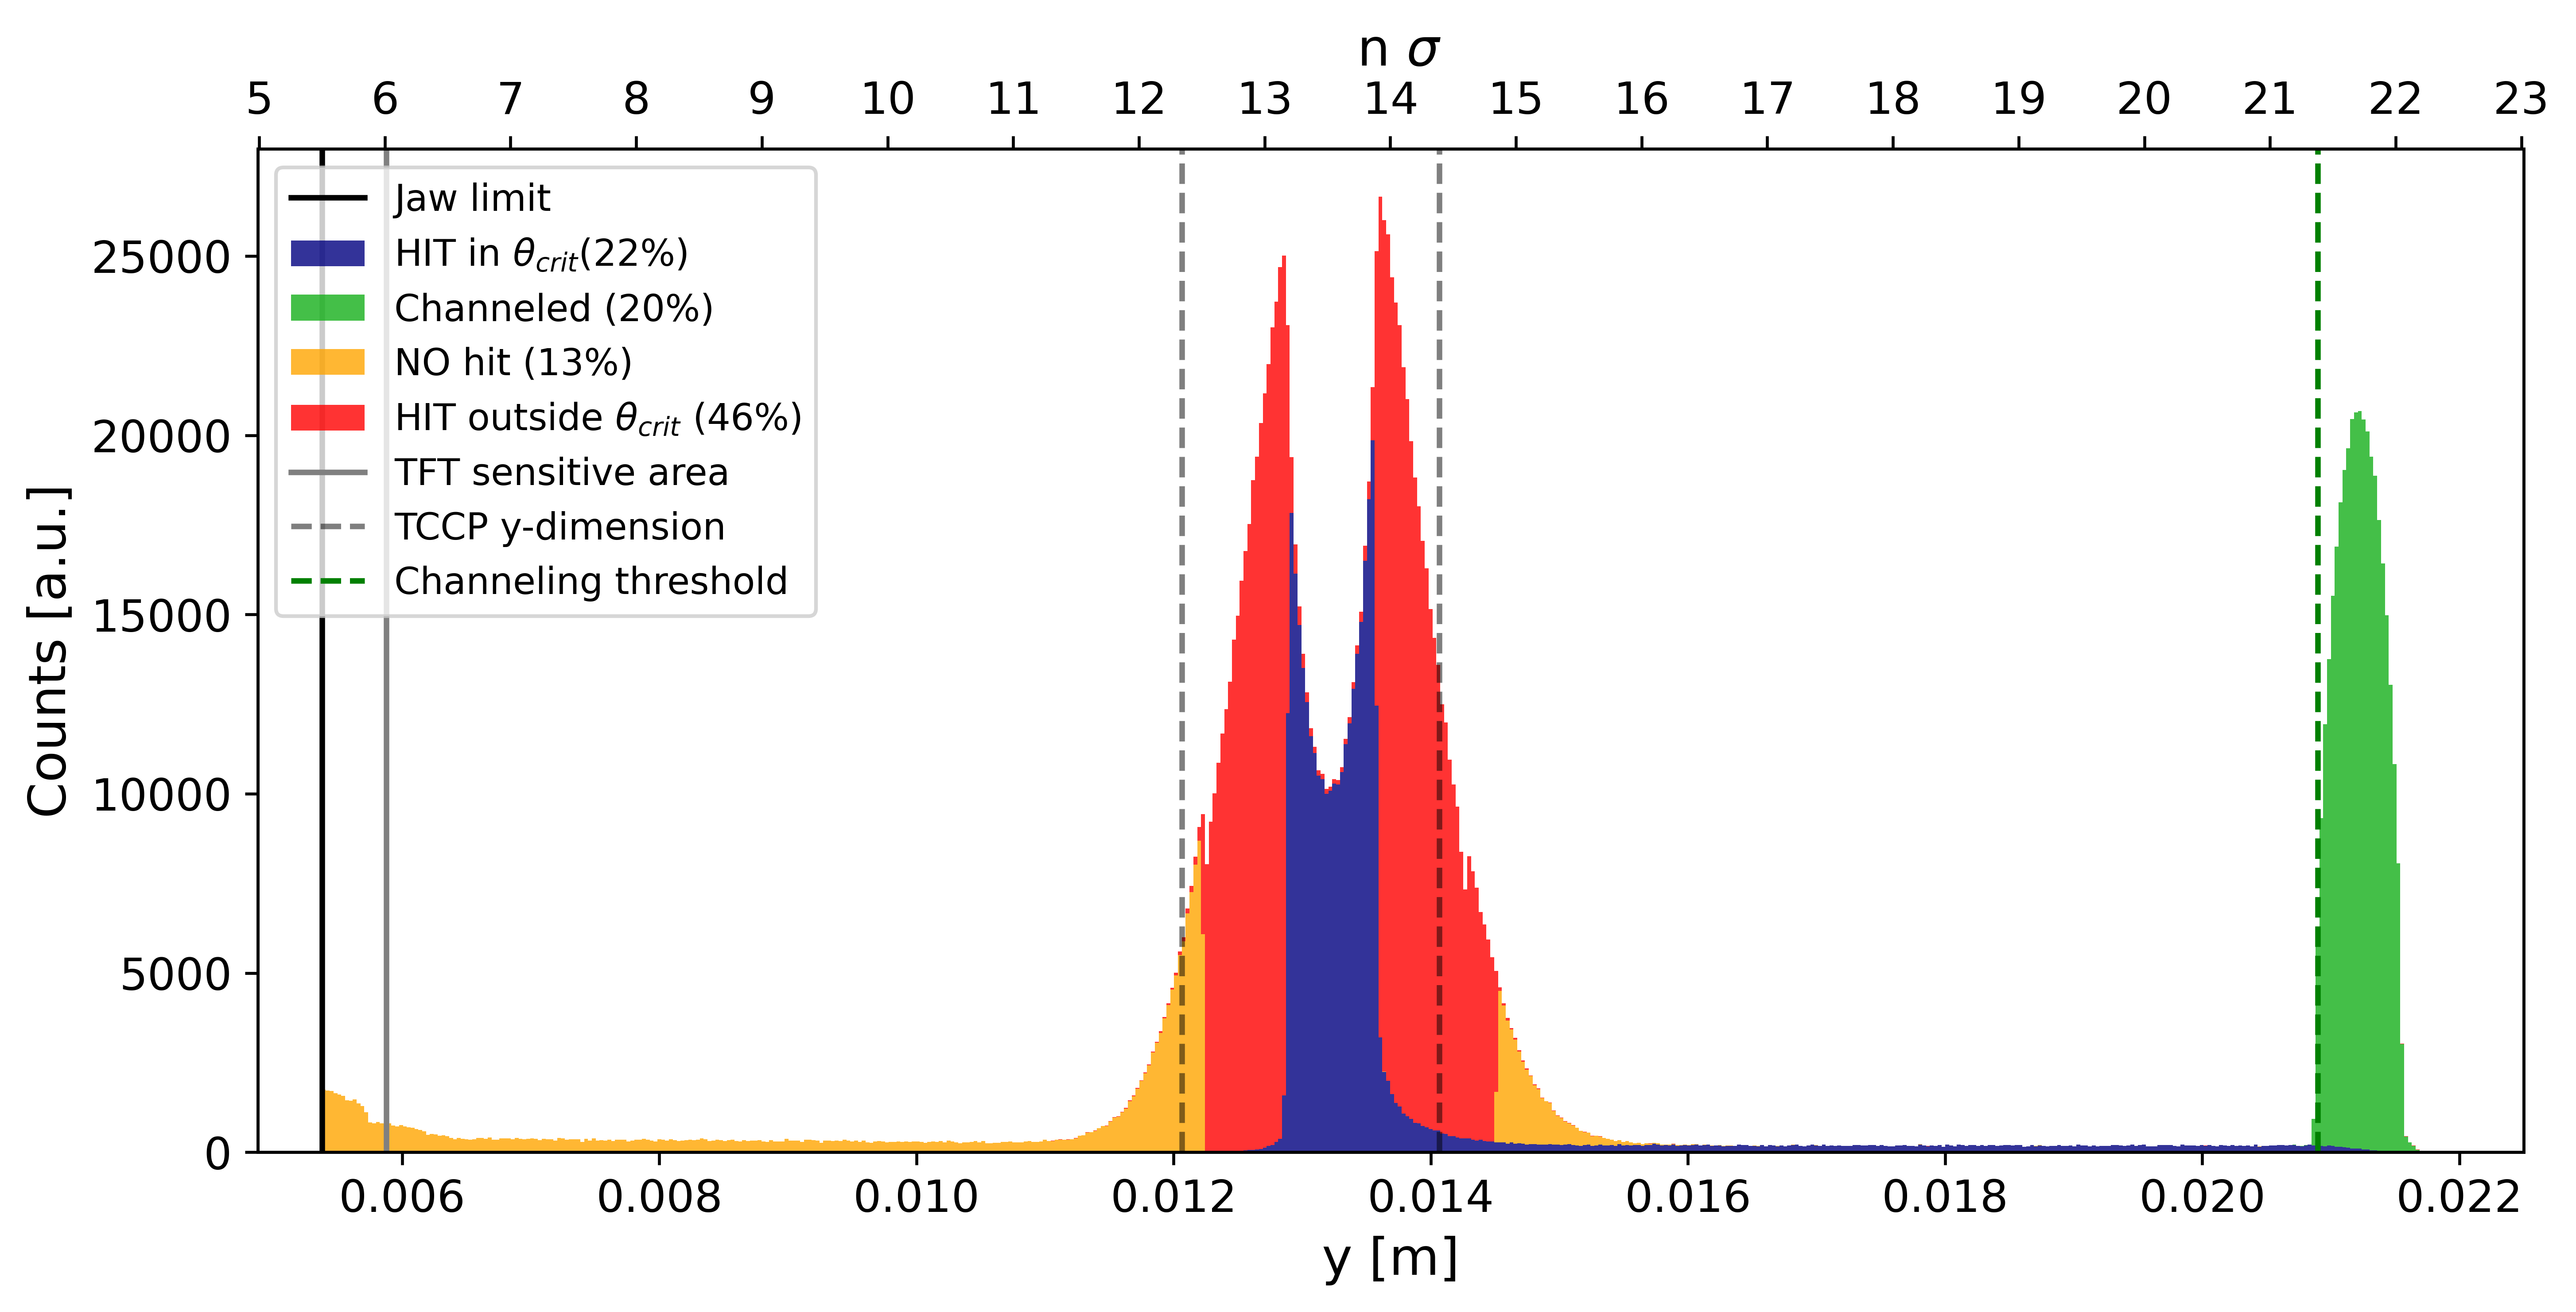 n σ
5 6 7 8 9 10 11 12 13 14 15 16 17 18 19 20 21 22 23
Jaw limit
HIT in θcrit(22%)
Channeled (20%)
NO hit (13%)
HIT outside θcrit (46%)
TFT sensitive area
TCCP y-dimension
Channeling threshold
Counts [a.u.]
25000
20000
15000
10000
5000
0
0.006 0.008 0.010 0.012 0.014 0.016 0.018 0.020 0.022
y [m]